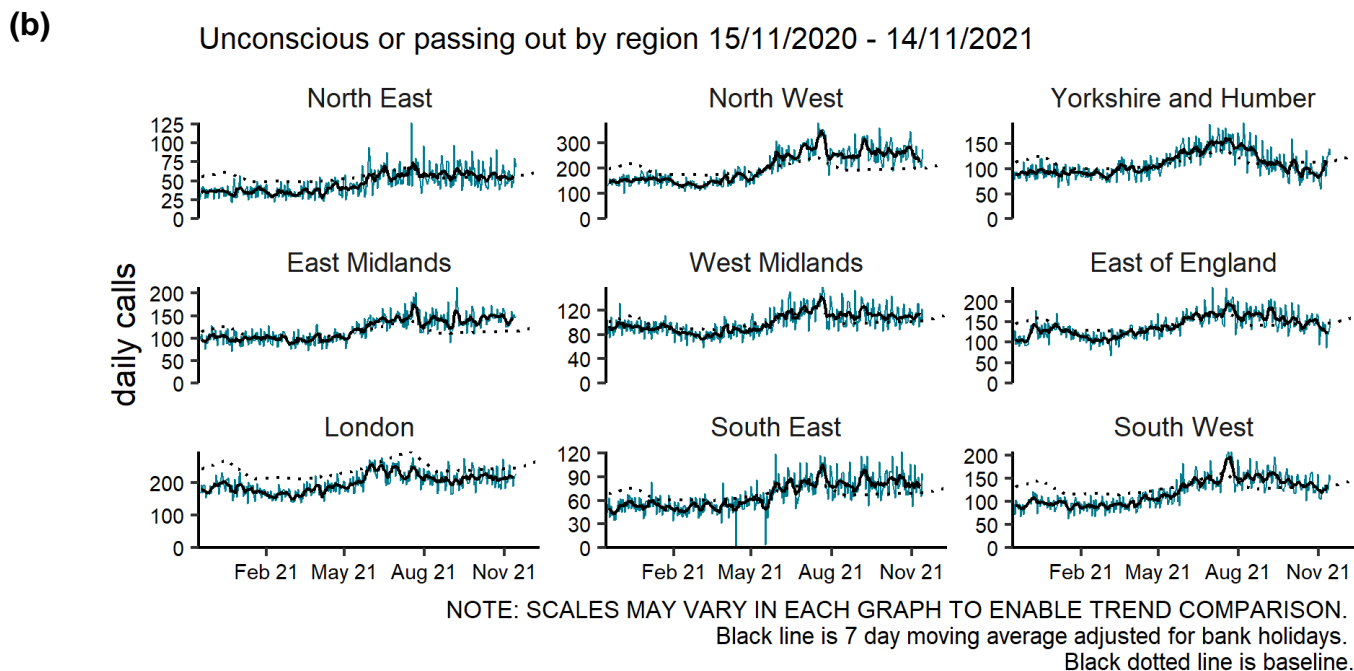 (b)
Unconscious or passing out by region 15/11/2020 - 14/11/2021
North East
North West
Yorkshire and Humber
125
100
75
50
25
0
300
200
100
0
150
100
50
0
daily calls
East Midlands
West Midlands
East of England
200
150
100
50
0
120
80
40
0
200
150
100
50
0
London
South East
South West
200
100
0
120
90
60
30
0
200
150
100
50
0
Feb 21 May 21 Aug 21 Nov 21
Feb 21 May 21 Aug 21 Nov 21
Feb 21 May 21 Aug 21 Nov 21
NOTE: SCALES MAY VARY IN EACH GRAPH TO ENABLE TREND COMPARISON.
Black line is 7 day moving average adjusted for bank holidays.
Black dotted line is baseline.